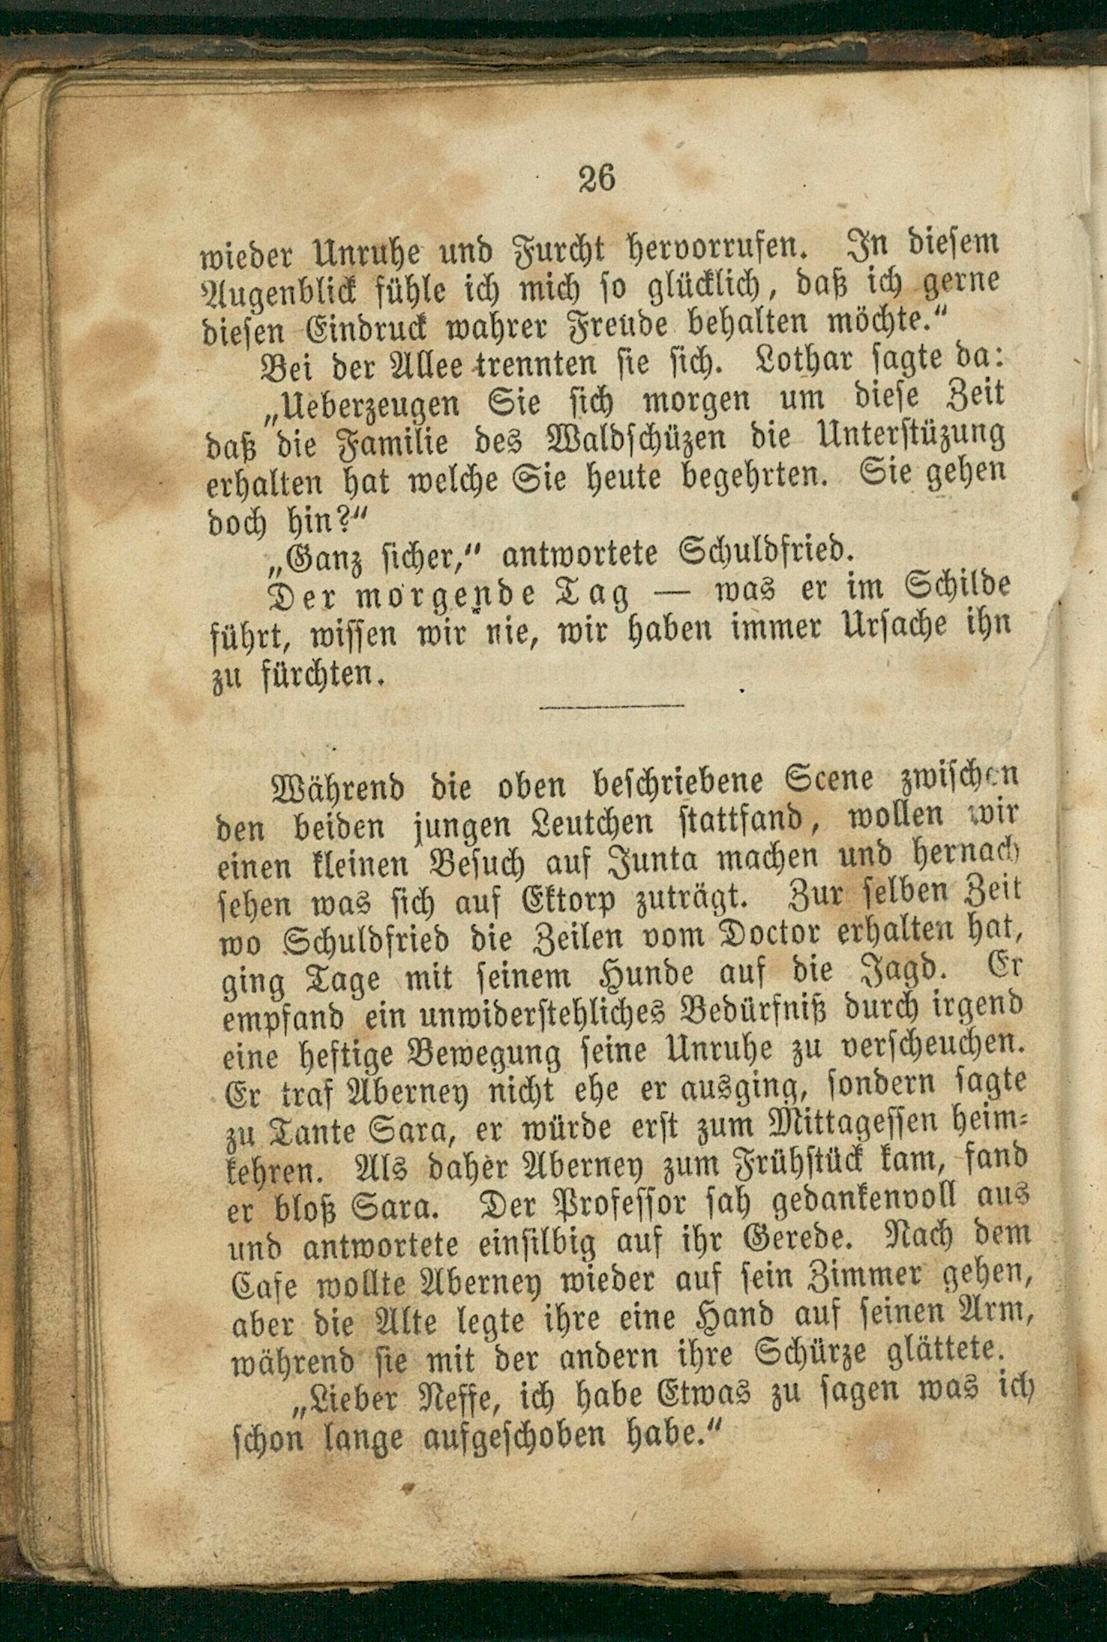 26
wieder Unruhe und Furcht hervorrufen. In diesem
Augenblick fühle ich mich so glücklich, daß ich gerne
diesen Eindruck wahrer Freude behalten möchte.“
Bei der Allee trennten sie sich. Lothar sagte da:
„Ueberzeugen Sie sich morgen um diese Zeit
daß die Familie des Waldschüzen die Unterstüzung
erhalten hat welche Sie heute begehrten. Sie gehen
doch hin?“
„Ganz sicher,“ antwortete Schuldfried.
Der morgende Tag — was er im Schilde
führt, wissen wir nie, wir haben immer Ursache ihn
zu fürchten.
Während die oben beschriebene Scene zwischen
den beiden jungen Leutchen stattfand, wollen wir
einen kleinen Besuch auf Junta machen und hernach
sehen was sich auf Ektorp zuträgt. Zur selben Zeit
wo Schuldfried die Zeilen vom Doctor erhalten hat,
ging Tage mit seinem Hunde auf die Jagd. Er
empfand ein unwiderstehliches Bedürfniß durch irgend
eine heftige Bewegung seine Unruhe zu verscheuchen.
Er traf Aberney nicht ehe er ausging, sondern sagte
zu Tante Sara, er würde erst zum Mittagessen heim-
kehren. Als daher Aberney zum Frühstück kam, fand
er bloß Sara. Der Professor sah gedankenvoll aus
und antwortete einsilbig auf ihr Gerede. Nach dem
Cafe wollte Aberney wieder auf sein Zimmer gehen,
aber die Alte legte ihre eine Hand auf seinen Arm,
während sie mit der andern ihre Schürze glättete.
„Lieber Neffe, ich habe Etwas zu sagen was ich
schon lange aufgeschoben habe.“